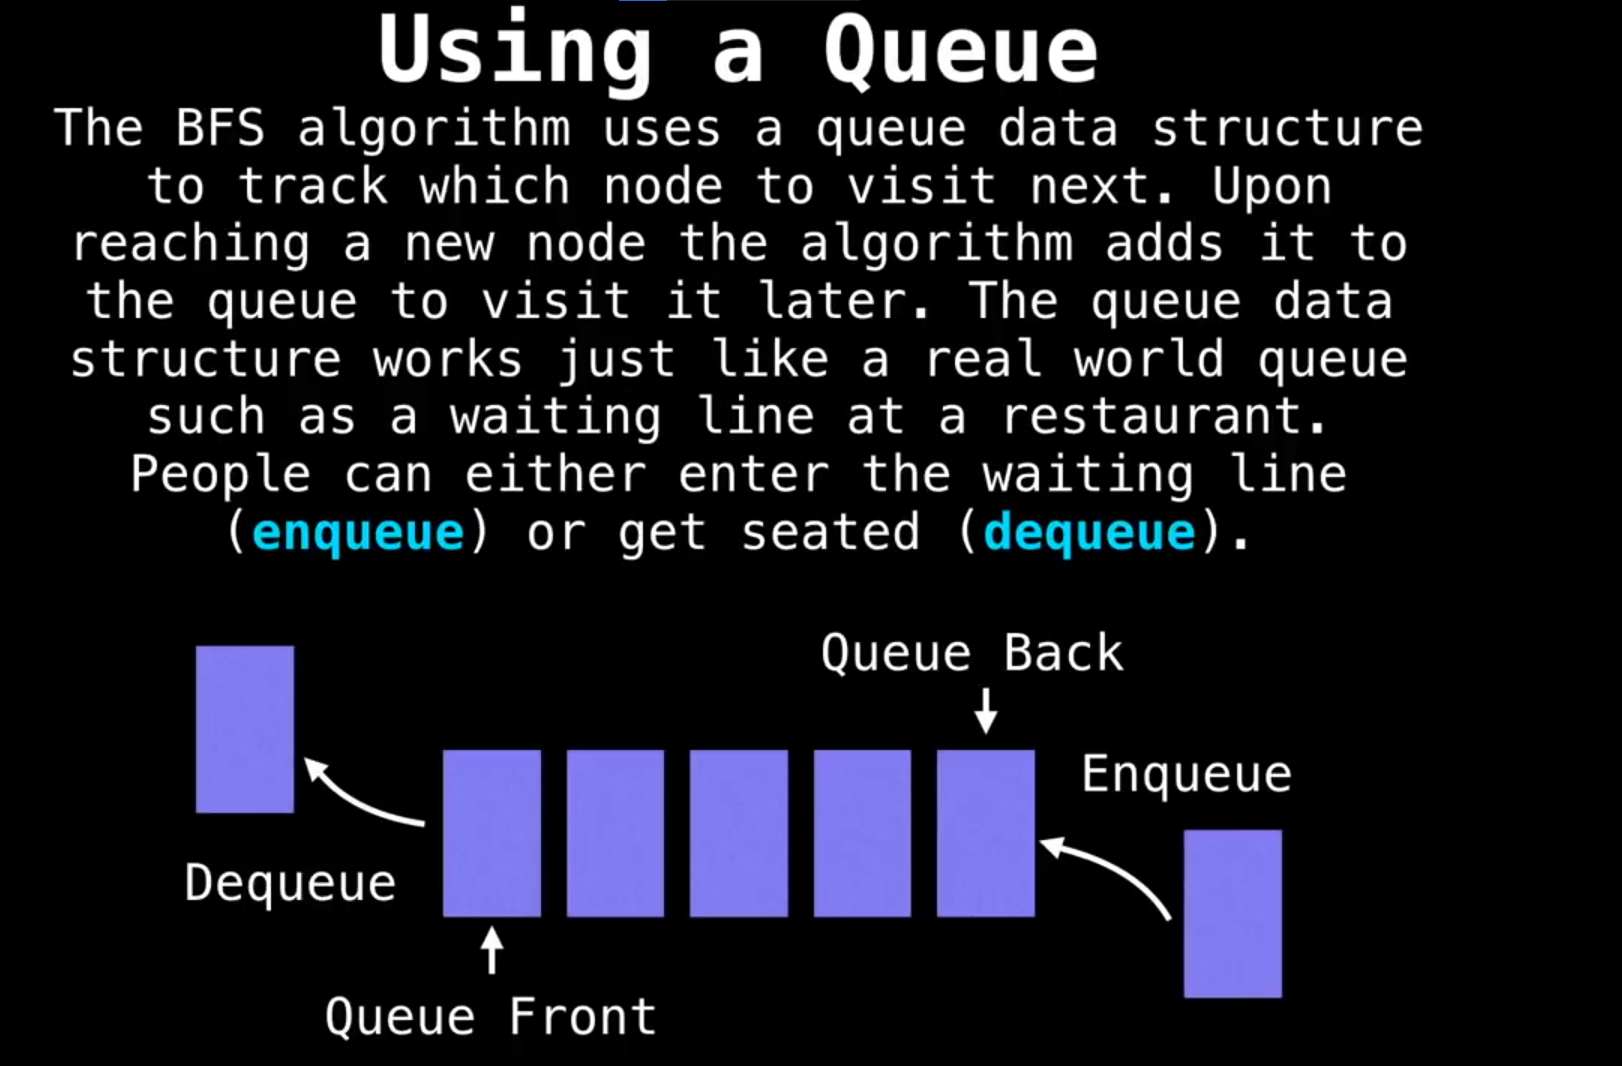 Using a Queue
The BFS algorithm uses a queue data structure
to track which node to visit next. Upon
reaching a new node the algorithm adds it to
the queue to visit it later. The queue data
structure works just like a real world queue
such as a waiting line at a restaurant.
People can either enter the waiting line
(enqueue) or get seated (dequeue).
Queue Back
Enqueue
Dequeue
Queue Front